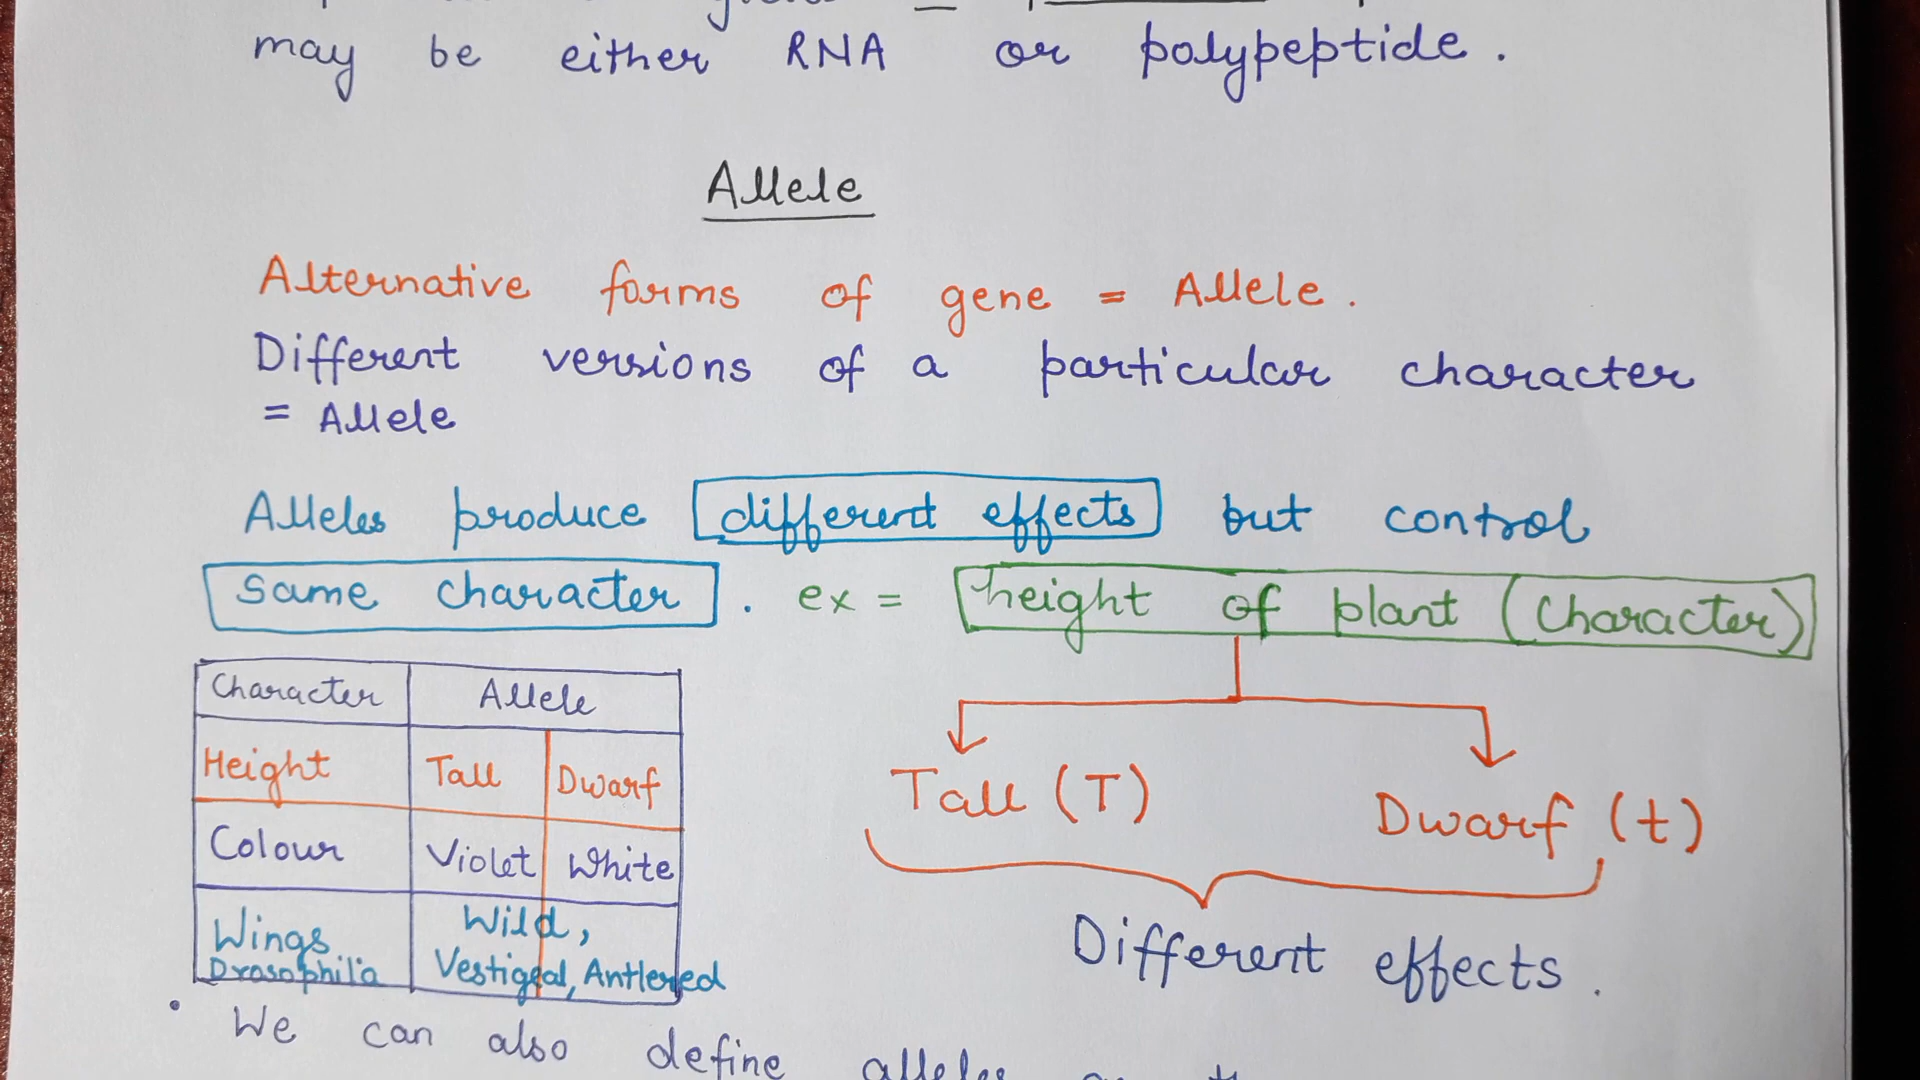 may be either RNA or polypeptide.
Allele
Alternative forms of gene = Allele.
Different versions of a particular character
= Allele
Alleles produce different effects but control
same character. ex = height of plant (Character)
Character Allele
Height Tall Dwarf
Colour Violet White
Wings Drosophila Wild, Vestigeal, Antlered
Tall (T) Dwarf (t)
Different effects.
• We can also define alleles